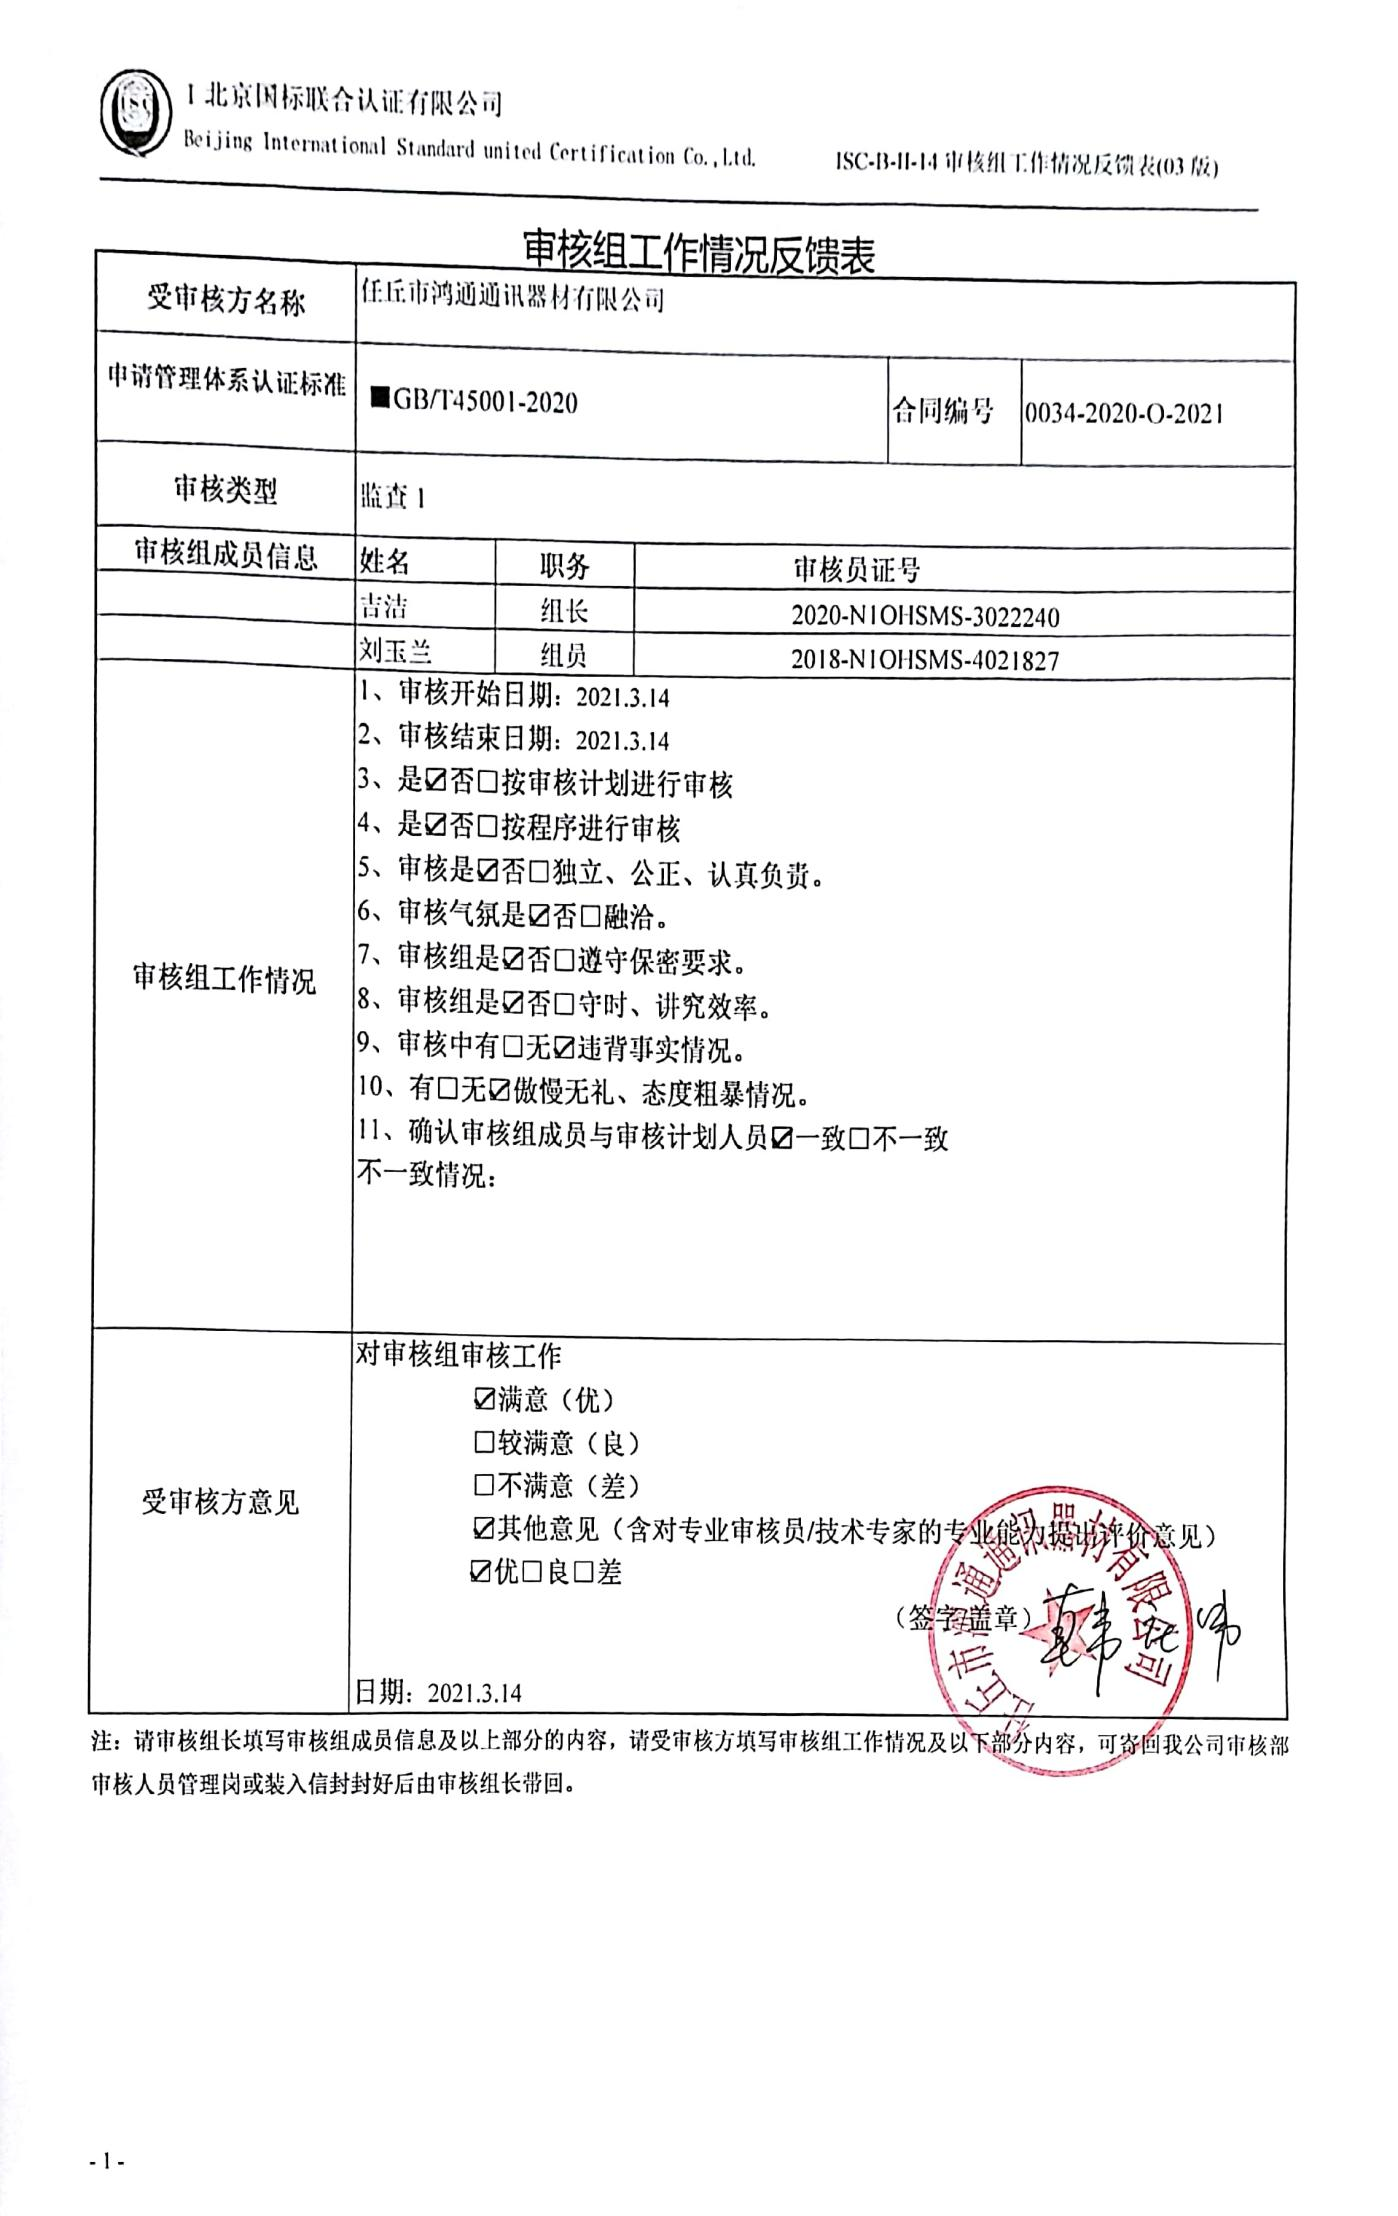 ISC
I 北京国标联合认证有限公司
Beijing International Standard united Certification Co.,Ltd.
ISC-B-II-14 审核组工作情况反馈表(03 版)
审核组工作情况反馈表
受审核方名称 任丘市鸿通通讯器材有限公司
申请管理体系认证标准 ■GB/T45001-2020 合同编号 0034-2020-O-2021
审核类型 监查 1
审核组成员信息 姓名 职务 审核员证号
吉洁 组长 2020-N1OHSMS-3022240
刘玉兰 组员 2018-N1OHSMS-4021827
审核组工作情况
1、审核开始日期：2021.3.14
2、审核结束日期：2021.3.14
3、是☑否□按审核计划进行审核
4、是☑否□按程序进行审核
5、审核是☑否□独立、公正、认真负责。
6、审核气氛是☑否□融洽。
7、审核组是☑否□遵守保密要求。
8、审核组是☑否□守时、讲究效率。
9、审核中有□无☑违背事实情况。
10、有□无☑傲慢无礼、态度粗暴情况。
11、确认审核组成员与审核计划人员☑一致□不一致
不一致情况：
受审核方意见
对审核组审核工作
☑满意（优）
□较满意（良）
□不满意（差）
☑其他意见（含对专业审核员/技术专家的专业能力提出评价意见）
☑优□良□差
（签字/盖章）
任丘市鸿通通讯器材有限公司
日期：2021.3.14
注：请审核组长填写审核组成员信息及以上部分的内容，请受审核方填写审核组工作情况及以下部分内容，可寄回我公司审核部
审核人员管理岗或装入信封封好后由审核组长带回。
- 1 -